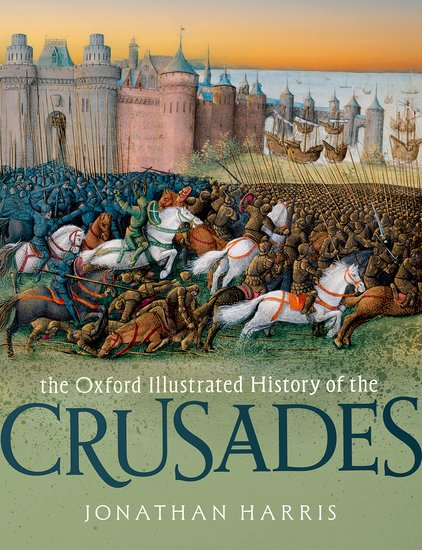 the Oxford Illustrated History of the
CRUSADES
JONATHAN HARRIS